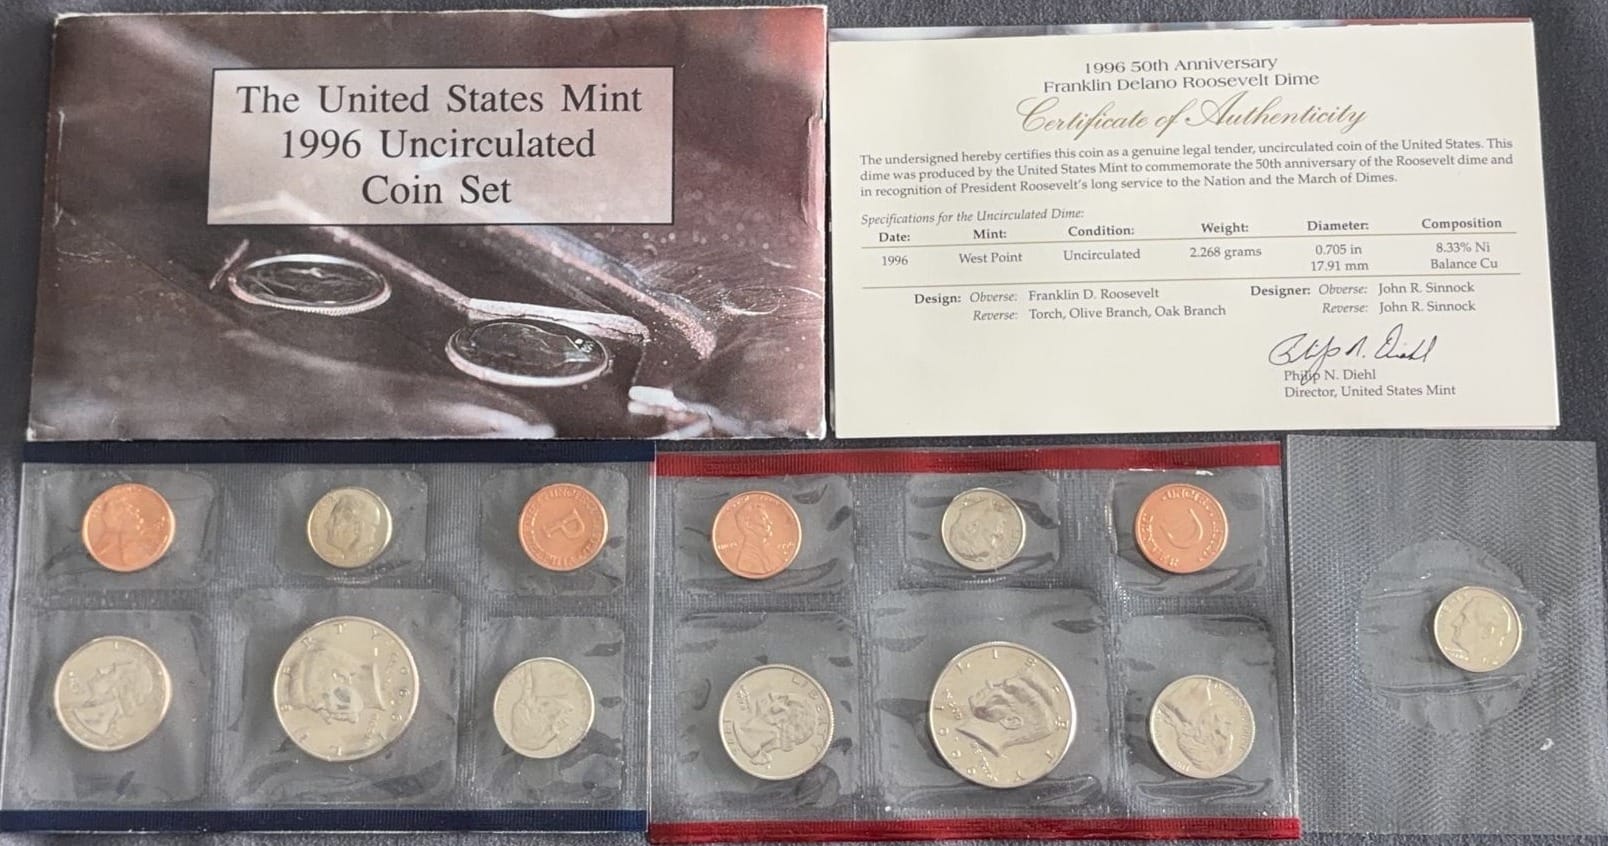 The United States Mint
1996 Uncirculated
Coin Set
1996 50th Anniversary
Franklin Delano Roosevelt Dime
Certificate of Authenticity
The undersigned hereby certifies this coin as a genuine legal tender, uncirculated coin of the United States. This
dime was produced by the United States Mint to commemorate the 50th anniversary of the Roosevelt dime and
in recognition of President Roosevelt's long service to the Nation and the March of Dimes.
Specifications for the Uncirculated Dime:
Date: Mint: Condition: Weight: Diameter: Composition
1996 West Point Uncirculated 2.268 grams 0.705 in 8.33% Ni
17.91 mm Balance Cu
Design: Obverse: Franklin D. Roosevelt Designer: Obverse: John R. Sinnock
Reverse: Torch, Olive Branch, Oak Branch Reverse: John R. Sinnock
Philip N. Diehl
Philip N. Diehl
Director, United States Mint
P
LIBERTY
LIBERTY
LIBERTY